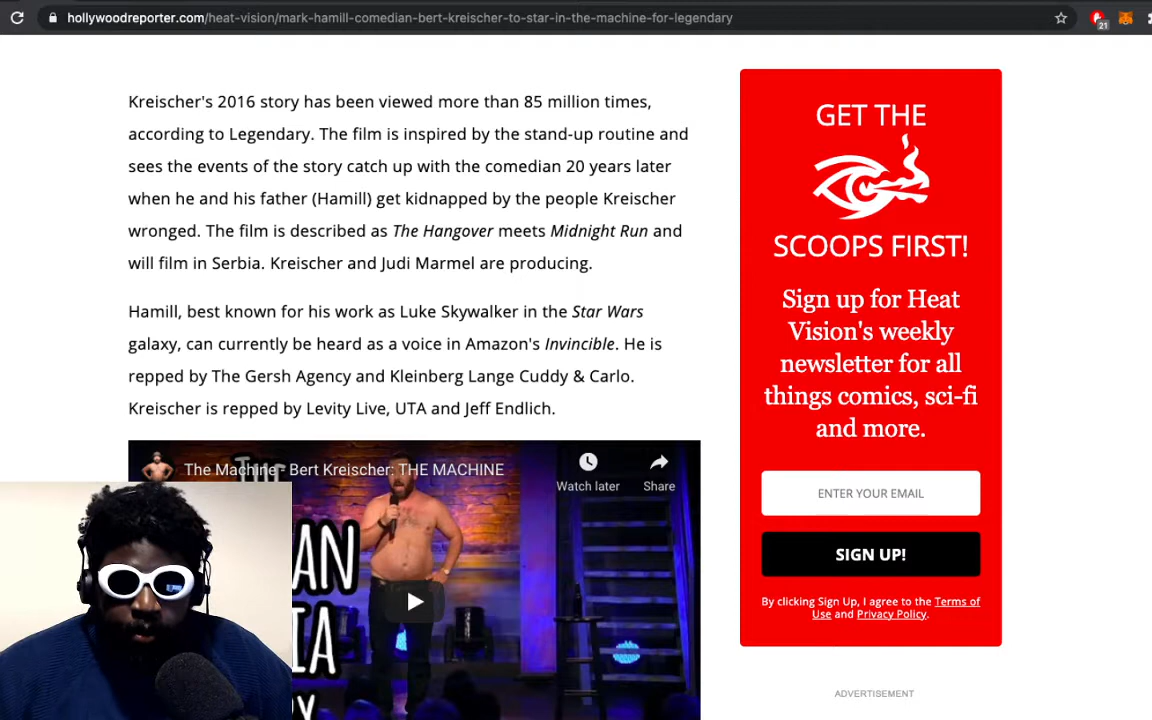 hollywoodreporter.com/heat-vision/mark-hamill-comedian-bert-kreischer-to-star-in-the-machine-for-legendary
21
Kreischer's 2016 story has been viewed more than 85 million times,
according to Legendary. The film is inspired by the stand-up routine and
sees the events of the story catch up with the comedian 20 years later
when he and his father (Hamill) get kidnapped by the people Kreischer
wronged. The film is described as The Hangover meets Midnight Run and
will film in Serbia. Kreischer and Judi Marmel are producing.
Hamill, best known for his work as Luke Skywalker in the Star Wars
galaxy, can currently be heard as a voice in Amazon's Invincible. He is
repped by The Gersh Agency and Kleinberg Lange Cuddy & Carlo.
Kreischer is repped by Levity Live, UTA and Jeff Endlich.
The Machine - Bert Kreischer: THE MACHINE
Watch later
Share
AN
IA
GET THE
SCOOPS FIRST!
Sign up for Heat
Vision's weekly
newsletter for all
things comics, sci-fi
and more.
ENTER YOUR EMAIL
SIGN UP!
By clicking Sign Up, I agree to the Terms of
Use and Privacy Policy.
ADVERTISEMENT